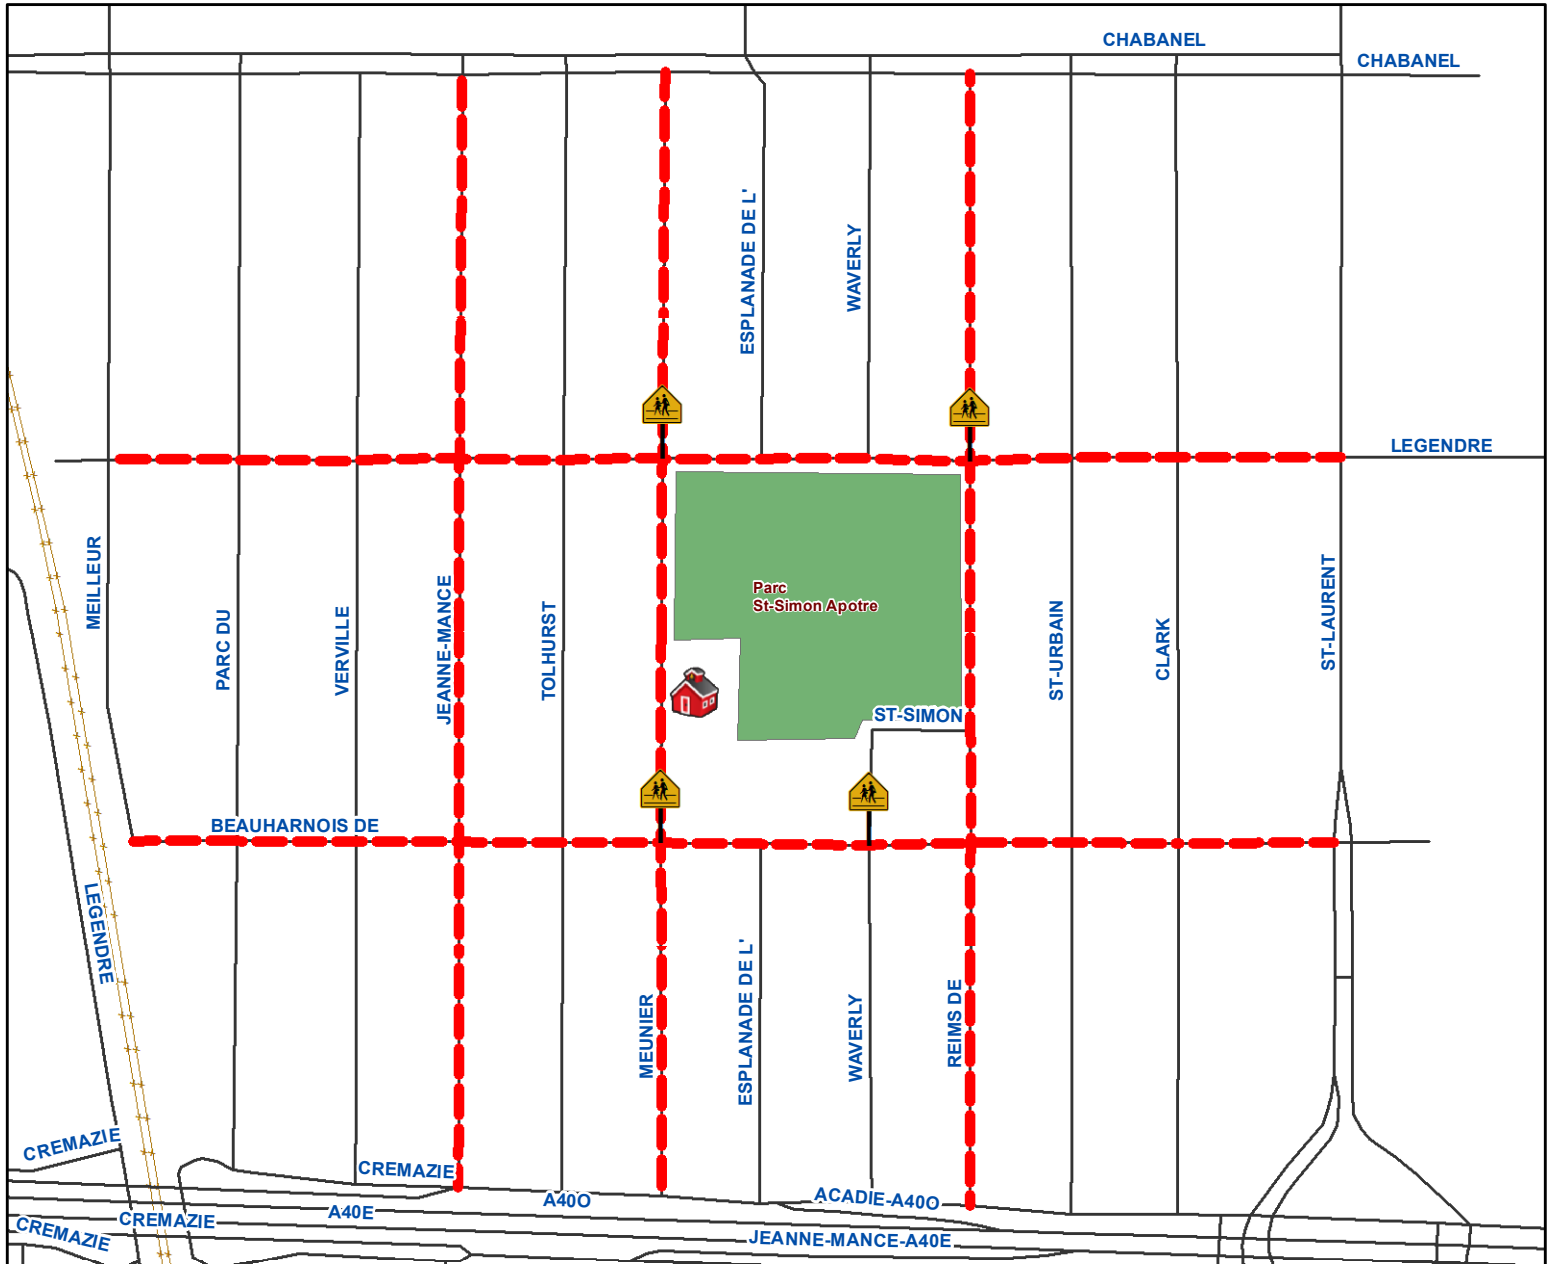 CHABANEL
CHABANEL
ESPLANADE DE L'
WAVERLY
LEGENDRE
MEILLEUR
PARC DU
VERVILLE
JEANNE-MANCE
TOLHURST
Parc
St-Simon Apotre
ST-SIMON
ST-URBAIN
CLARK
ST-LAURENT
BEAUHARNOIS DE
LEGENDRE
MEUNIER
ESPLANADE DE L'
WAVERLY
REIMS DE
CREMAZIE
CREMAZIE
A40O
ACADIE-A40O
A40E
CREMAZIE
CREMAZIE
JEANNE-MANCE-A40E